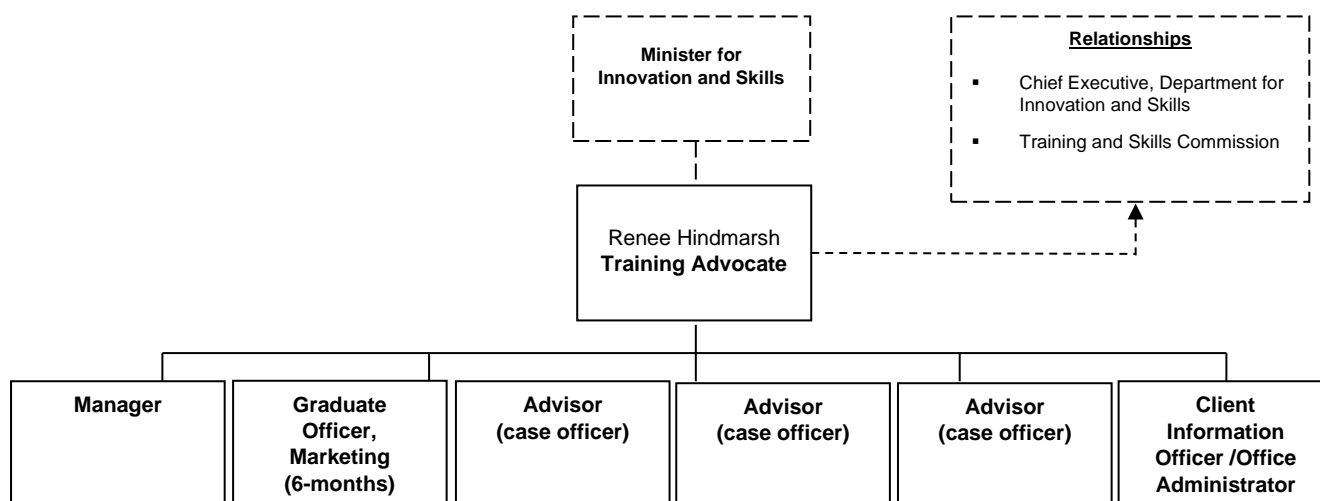 Minister for
Innovation and Skills
Relationships
▪ Chief Executive, Department for
Innovation and Skills
▪ Training and Skills Commission
Renee Hindmarsh
Training Advocate
Manager
Graduate
Officer,
Marketing
(6-months)
Advisor
(case officer)
Advisor
(case officer)
Advisor
(case officer)
Client
Information
Officer /Office
Administrator